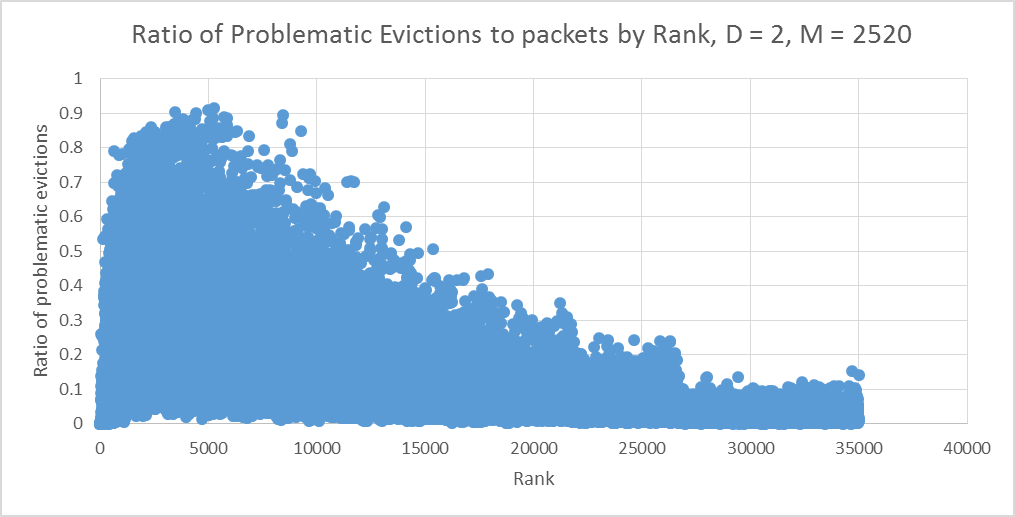 Ratio of Problematic Evictions to packets by Rank, D = 2, M = 2520
Ratio of problematic evictions
1
0.9
0.8
0.7
0.6
0.5
0.4
0.3
0.2
0.1
0
0 5000 10000 15000 20000 25000 30000 35000 40000
Rank